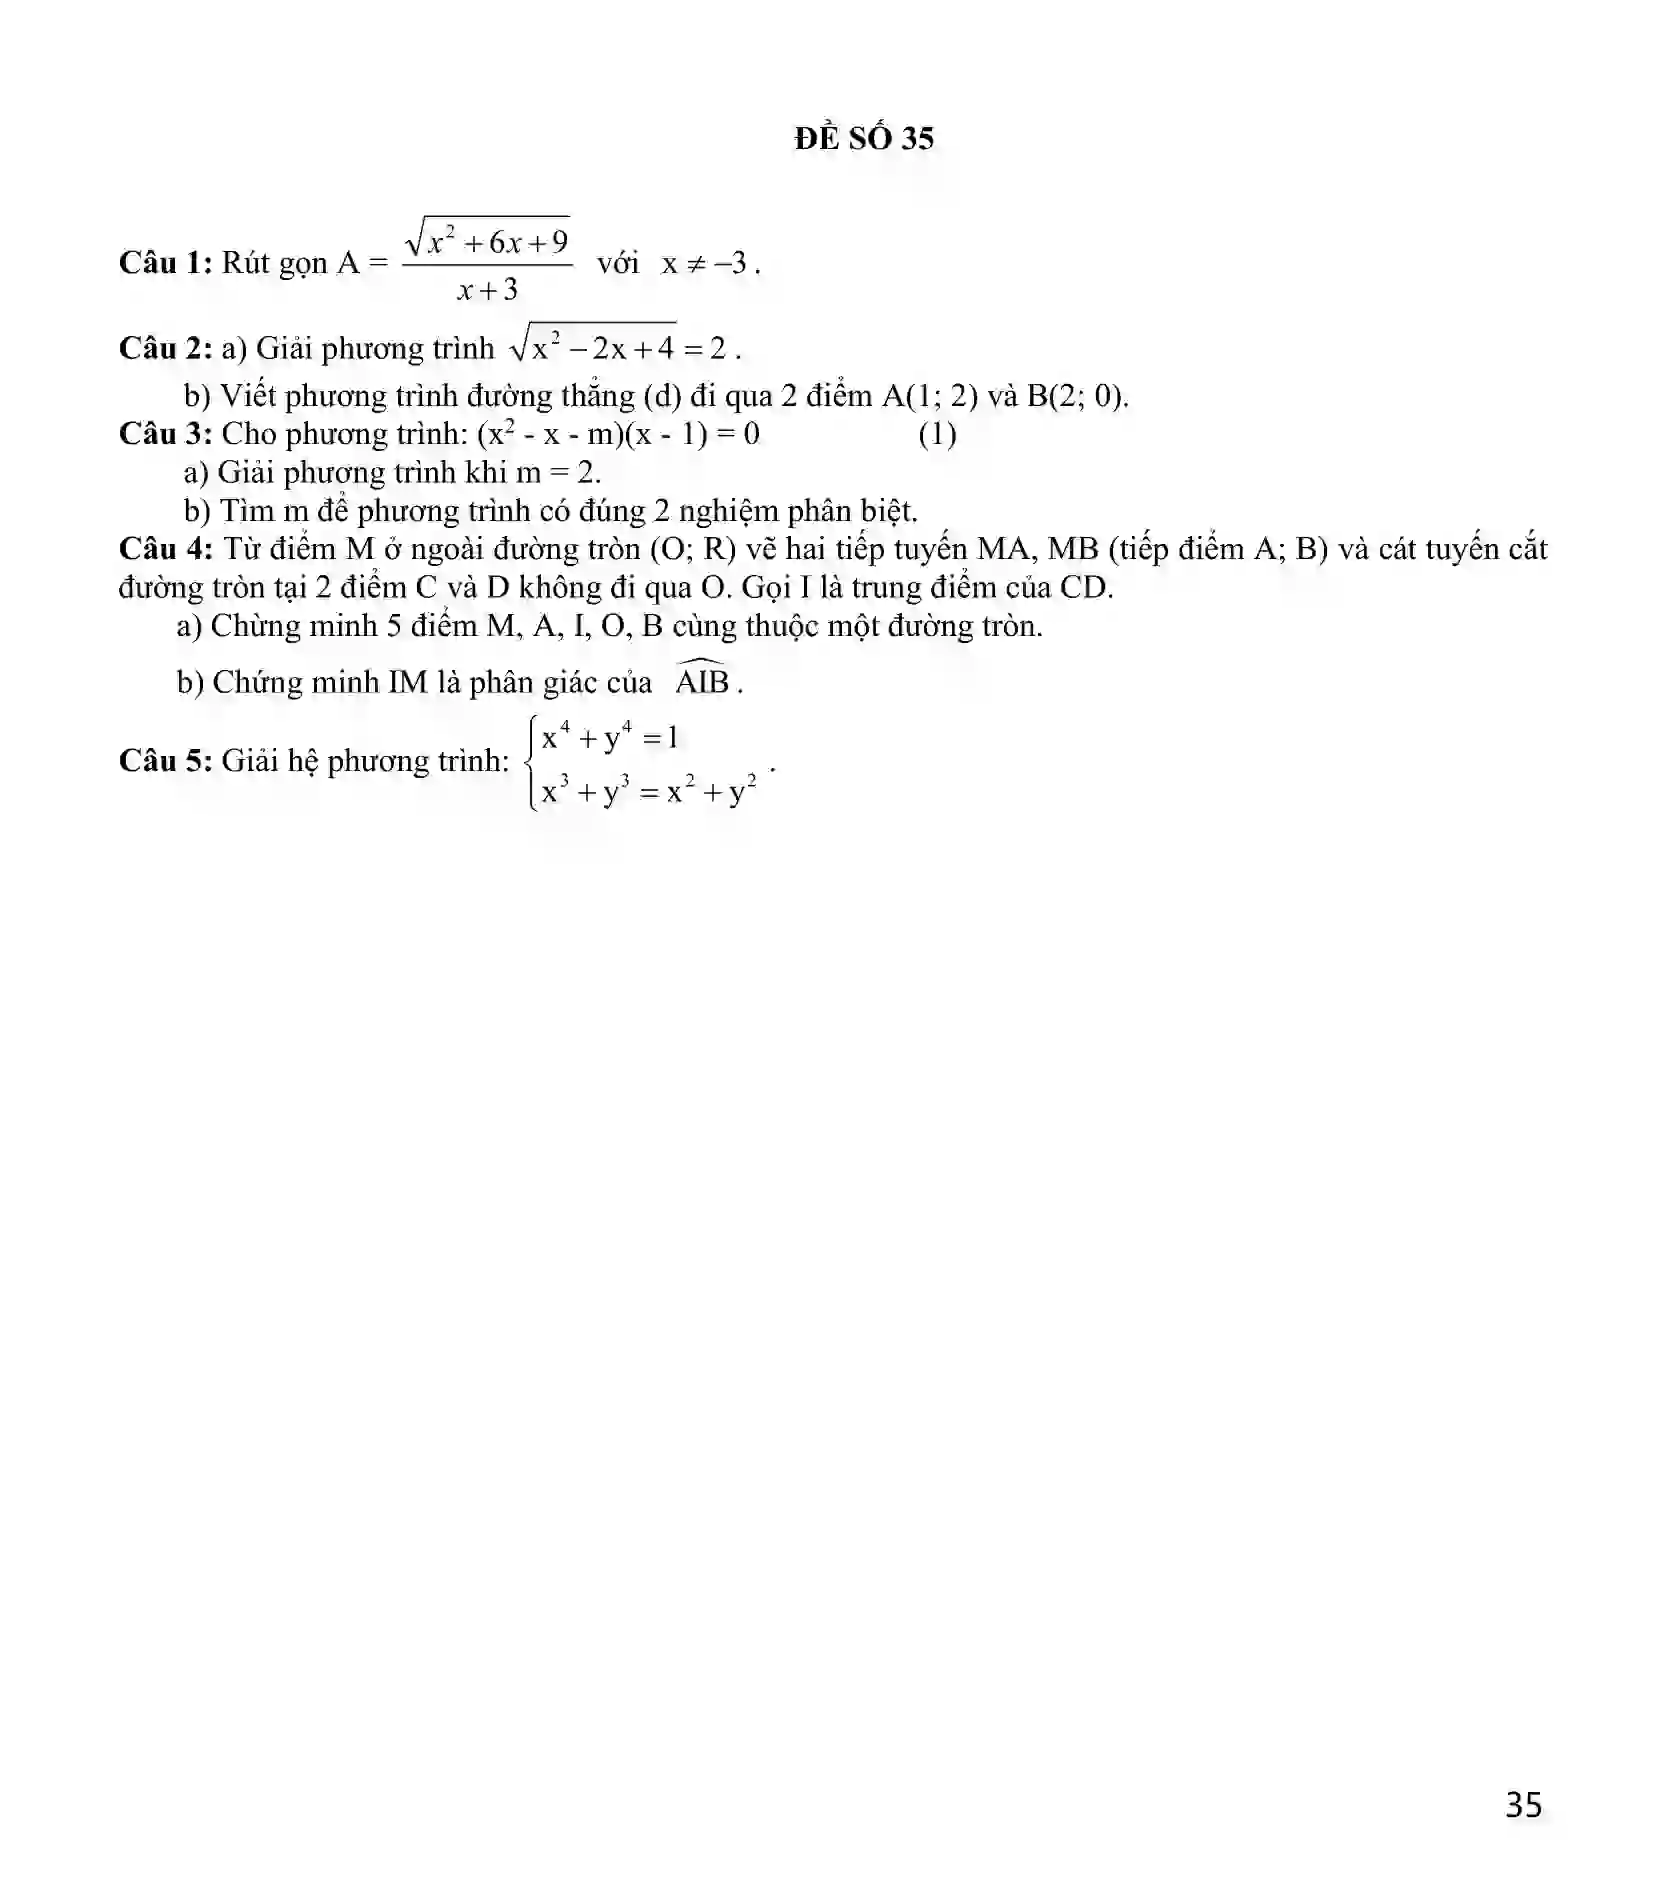 ĐỀ SỐ 35
Câu 1: Rút gọn A = $\frac{\sqrt{x^2+6x+9}}{x+3}$ với x ≠ −3 .
Câu 2: a) Giải phương trình $\sqrt{x^2-2x+4}=2$ .
b) Viết phương trình đường thẳng (d) đi qua 2 điểm A(1; 2) và B(2; 0).
Câu 3: Cho phương trình: (x² - x - m)(x - 1) = 0 (1)
a) Giải phương trình khi m = 2.
b) Tìm m để phương trình có đúng 2 nghiệm phân biệt.
Câu 4: Từ điểm M ở ngoài đường tròn (O; R) vẽ hai tiếp tuyến MA, MB (tiếp điểm A; B) và cát tuyến cắt
đường tròn tại 2 điểm C và D không đi qua O. Gọi I là trung điểm của CD.
a) Chừng minh 5 điểm M, A, I, O, B cùng thuộc một đường tròn.
b) Chứng minh IM là phân giác của $\widehat{AIB}$ .
Câu 5: Giải hệ phương trình: $\begin{cases} x^4+y^4=1 \\ x^3+y^3=x^2+y^2 \end{cases}$ .
35